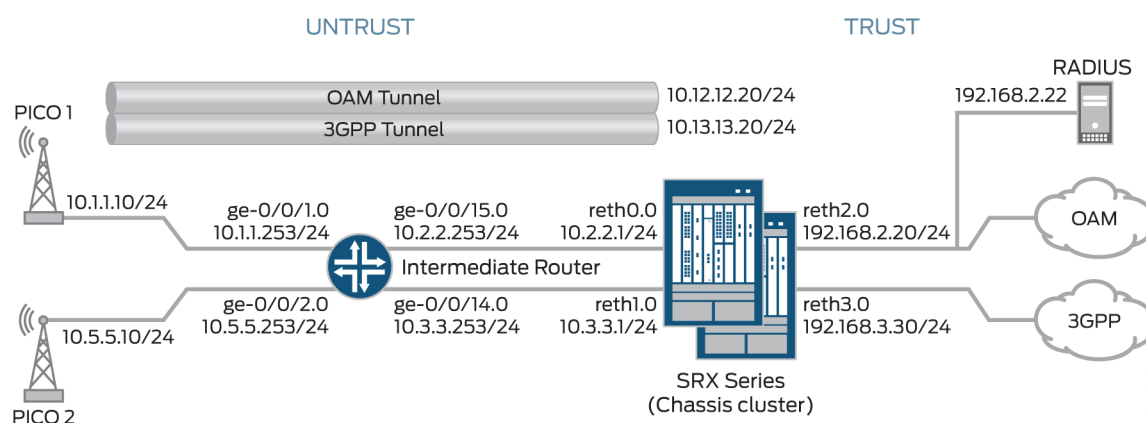 UNTRUST
TRUST
RADIUS
192.168.2.22
OAM Tunnel
10.12.12.20/24
3GPP Tunnel
10.13.13.20/24
PICO 1
10.1.1.10/24
ge-0/0/1.0
10.1.1.253/24
ge-0/0/15.0
10.2.2.253/24
reth0.0
10.2.2.1/24
reth2.0
192.168.2.20/24
OAM
Intermediate Router
PICO 2
10.5.5.10/24
ge-0/0/2.0
10.5.5.253/24
ge-0/0/14.0
10.3.3.253/24
reth1.0
10.3.3.1/24
reth3.0
192.168.3.30/24
3GPP
SRX Series
(Chassis cluster)